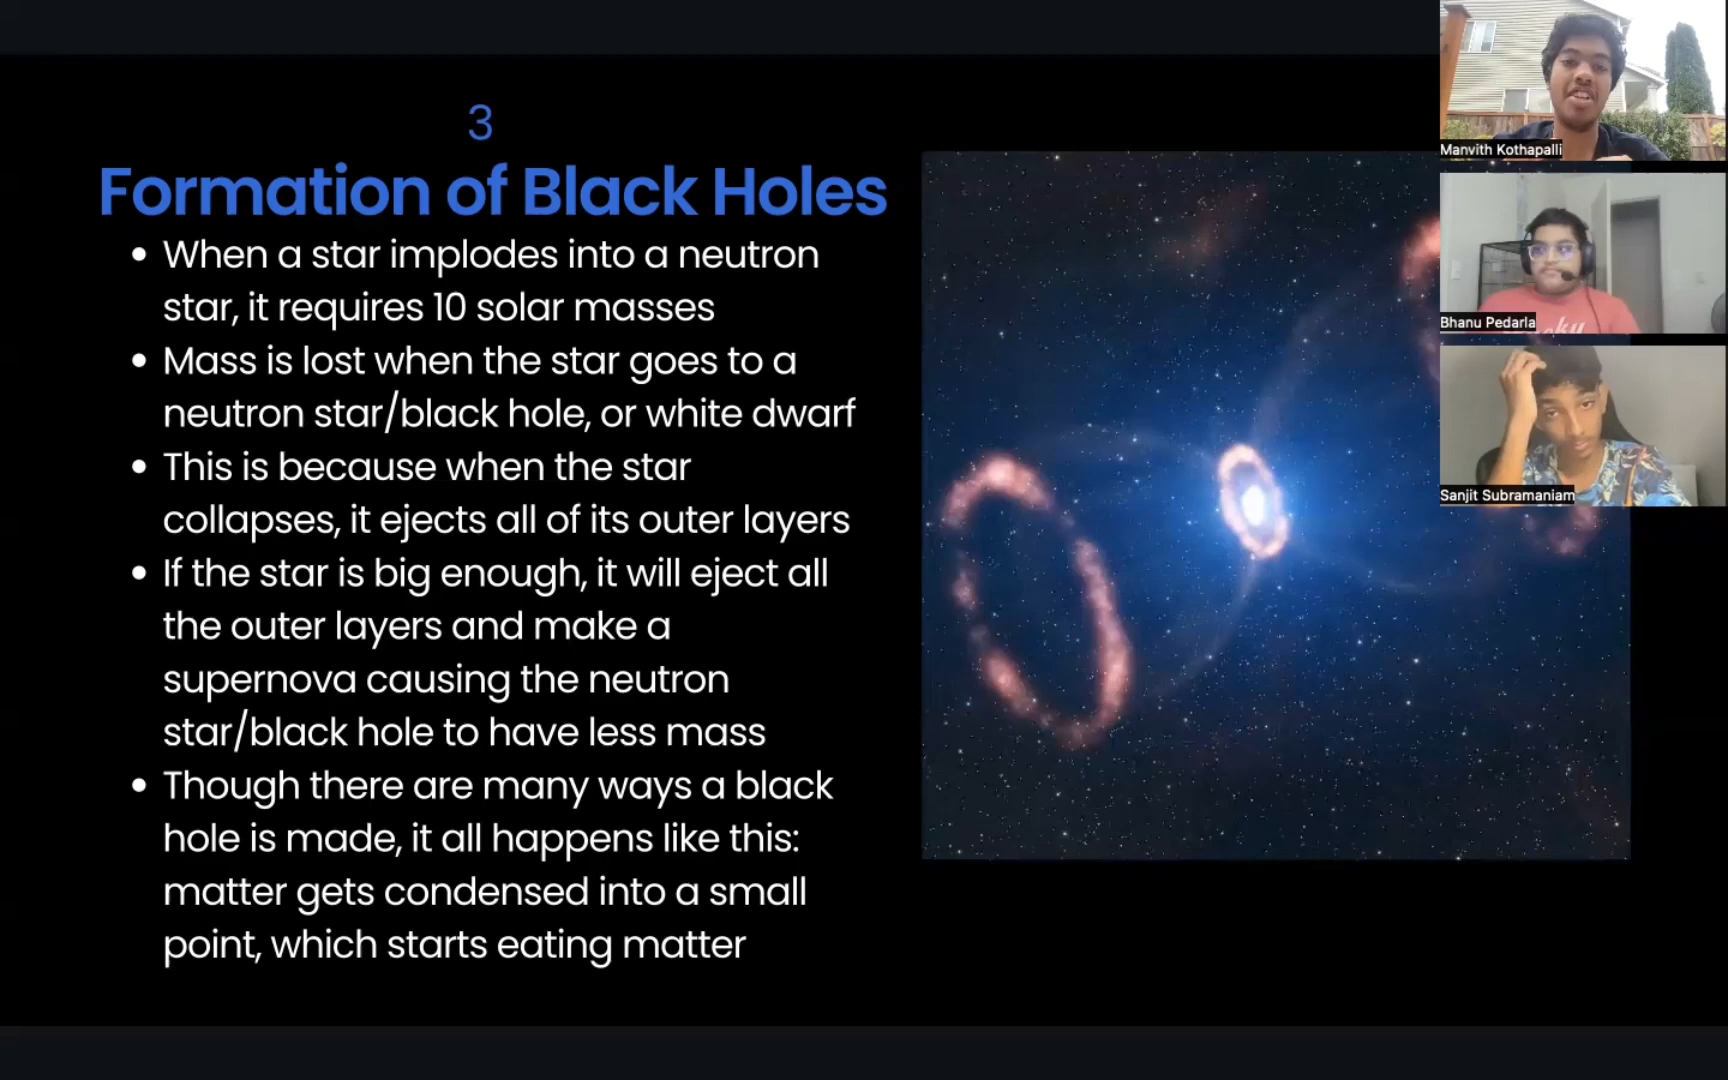 3
Formation of Black Holes
• When a star implodes into a neutron
star, it requires 10 solar masses
• Mass is lost when the star goes to a
neutron star/black hole, or white dwarf
• This is because when the star
collapses, it ejects all of its outer layers
• If the star is big enough, it will eject all
the outer layers and make a
supernova causing the neutron
star/black hole to have less mass
• Though there are many ways a black
hole is made, it all happens like this:
matter gets condensed into a small
point, which starts eating matter
Manvith Kothapalli
Bhanu Pedarla
Sanjit Subramaniam